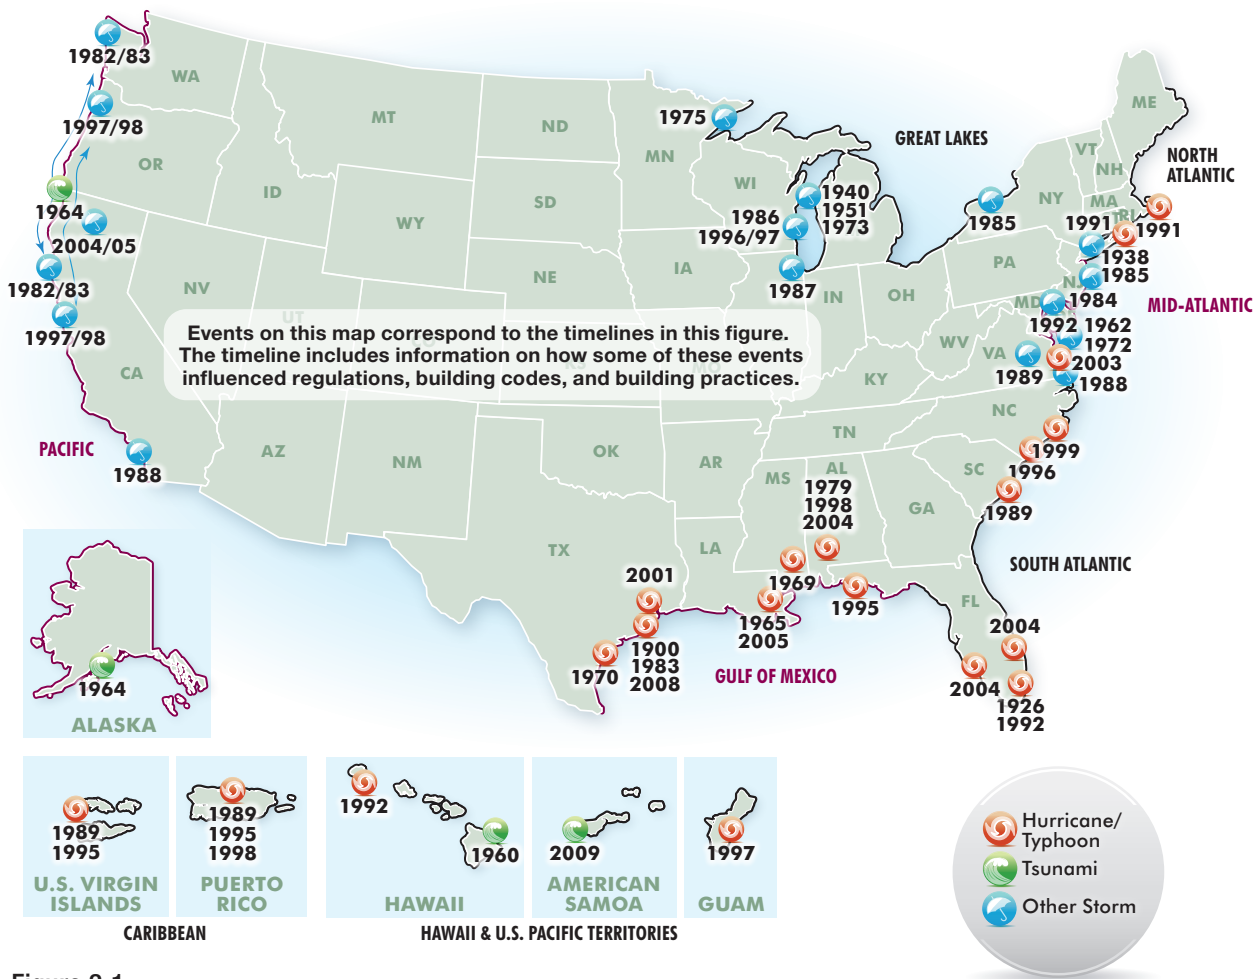 1982/83
WA
1997/98
OR
1964
2004/05
1982/83
1997/98
MT
ID
WY
NV
UT
CA
AZ
NM
PACIFIC
1988
ND
SD
NE
CO
KS
OK
TX
MN
IA
MO
AR
LA
1975
GREAT LAKES
WI
1940
1951
1973
1986
1996/97
1987
IN
OH
KY
TN
MS
AL
1979
1998
2004
GA
SC
NC
VA
WV
MD
PA
NJ
NY
1985
VT
NH
ME
MA
RI
NORTH
ATLANTIC
1991
1991
1938
1985
1984
MID-ATLANTIC
1992
1962
1972
2003
1989
1988
1999
1996
1989
SOUTH ATLANTIC
FL
2004
2004
1926
1992
1995
1969
1965
2005
GULF OF MEXICO
2001
1900
1983
2008
1970
Events on this map correspond to the timelines in this figure.
The timeline includes information on how some of these events
influenced regulations, building codes, and building practices.
1964
ALASKA
1989
1995
U.S. VIRGIN
ISLANDS
1989
1995
1998
PUERTO
RICO
CARIBBEAN
1992
1960
HAWAII
2009
AMERICAN
SAMOA
1997
GUAM
HAWAII & U.S. PACIFIC TERRITORIES
Hurricane/
Typhoon
Tsunami
Other Storm